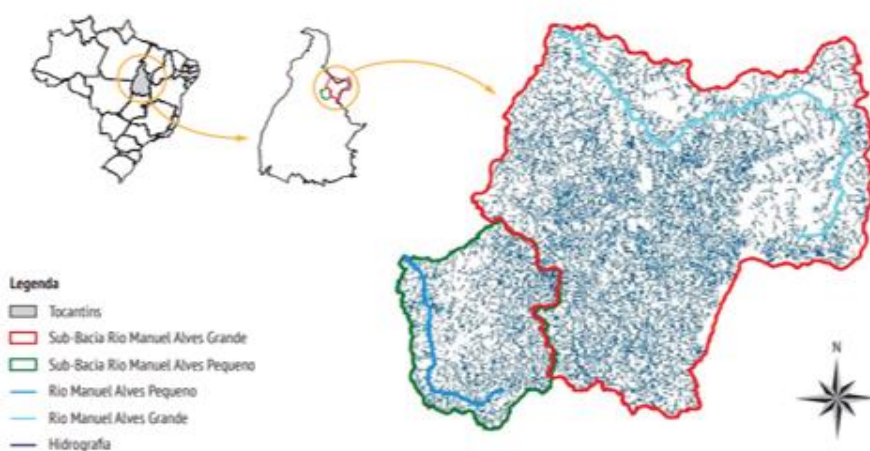 N
Legenda
Tocantins
Sub-Bacia Rio Manuel Alves Grande
Sub-Bacia Rio Manuel Alves Pequeno
Rio Manuel Alves Pequeno
Rio Manuel Alves Grande
Hidrografia